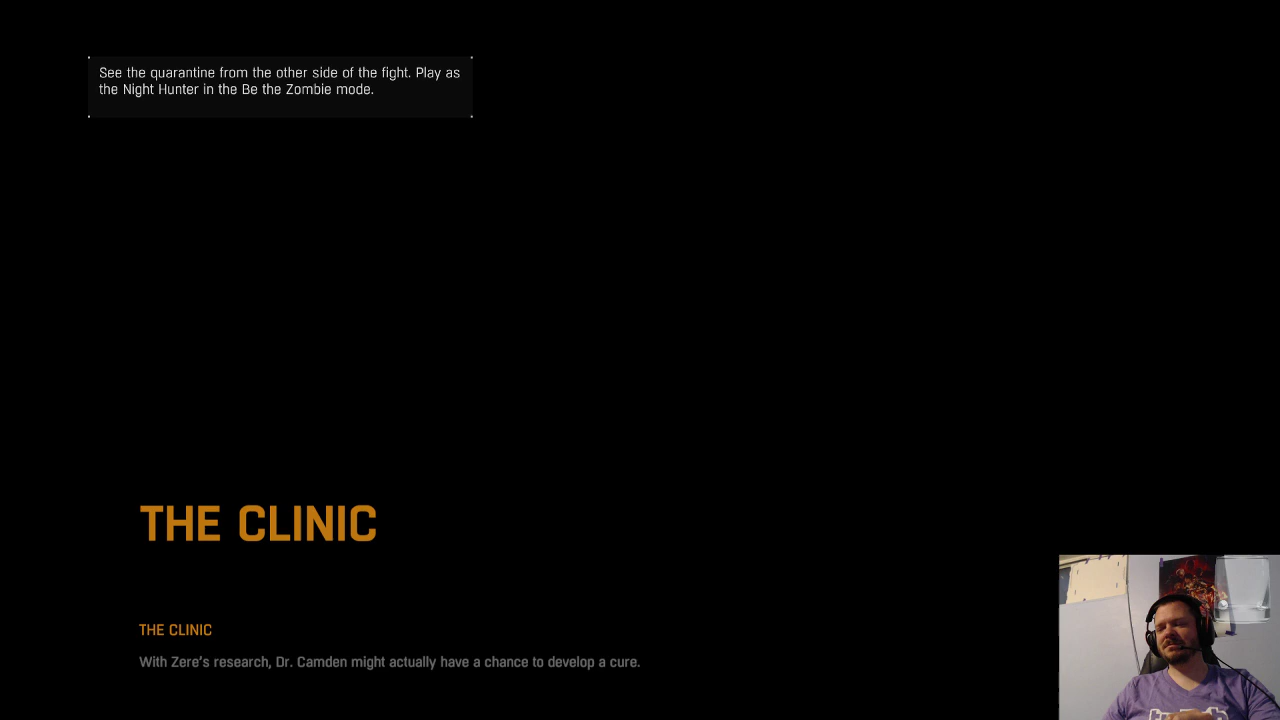 See the quarantine from the other side of the fight. Play as
the Night Hunter in the Be the Zombie mode.
THE CLINIC
THE CLINIC
With Zere's research, Dr. Camden might actually have a chance to develop a cure.